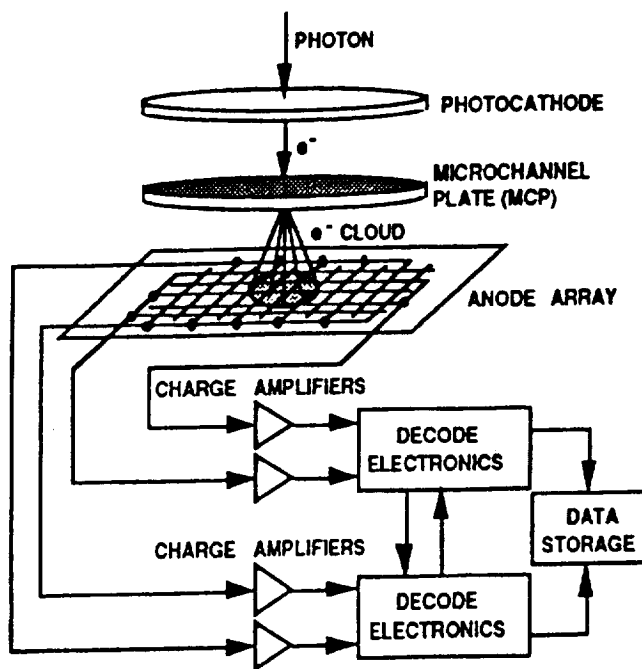 PHOTON
PHOTOCATHODE
e⁻
MICROCHANNEL
PLATE (MCP)
e⁻ CLOUD
ANODE ARRAY
CHARGE AMPLIFIERS
DECODE
ELECTRONICS
DATA
STORAGE
CHARGE AMPLIFIERS
DECODE
ELECTRONICS